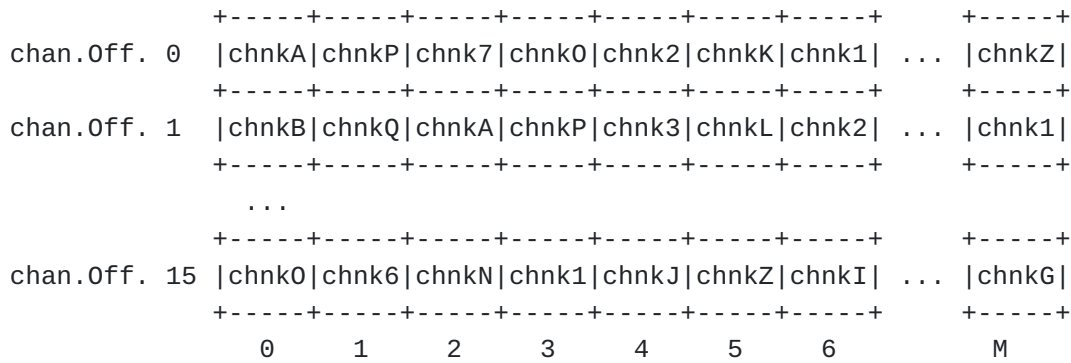 +-----+-----+-----+-----+-----+-----+-----+     +-----+
chan.Off. 0  |chnkA|chnkP|chnk7|chnkO|chnk2|chnkK|chnk1| ... |chnkZ|
             +-----+-----+-----+-----+-----+-----+-----+     +-----+
chan.Off. 1  |chnkB|chnkQ|chnkA|chnkP|chnk3|chnkL|chnk2| ... |chnk1|
             +-----+-----+-----+-----+-----+-----+-----+     +-----+
               ...
             +-----+-----+-----+-----+-----+-----+-----+     +-----+
chan.Off. 15 |chnkO|chnk6|chnkN|chnk1|chnkJ|chnkZ|chnkI| ... |chnkG|
             +-----+-----+-----+-----+-----+-----+-----+     +-----+
                0     1     2     3     4     5     6          M